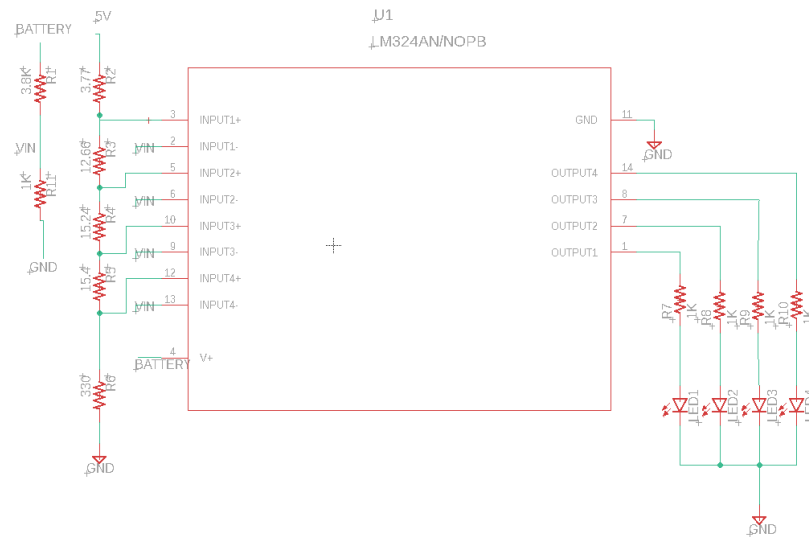 U1
LM324AN/NOPB
BATTERY
5V
3.8K
R1
3.77
R2
VIN
1K
R11
GND
12.66
R3
15.24
R4
15.4
R5
330
R6
GND
3
INPUT1+
VIN
2
INPUT1-
5
INPUT2+
VIN
6
INPUT2-
10
INPUT3+
VIN
9
INPUT3-
12
INPUT4+
VIN
13
INPUT4-
BATTERY
4
V+
GND
11
GND
OUTPUT4
14
OUTPUT3
8
OUTPUT2
7
OUTPUT1
1
R7
1K
R8
1K
R9
1K
R10
1K
LED1
LED2
LED3
GND